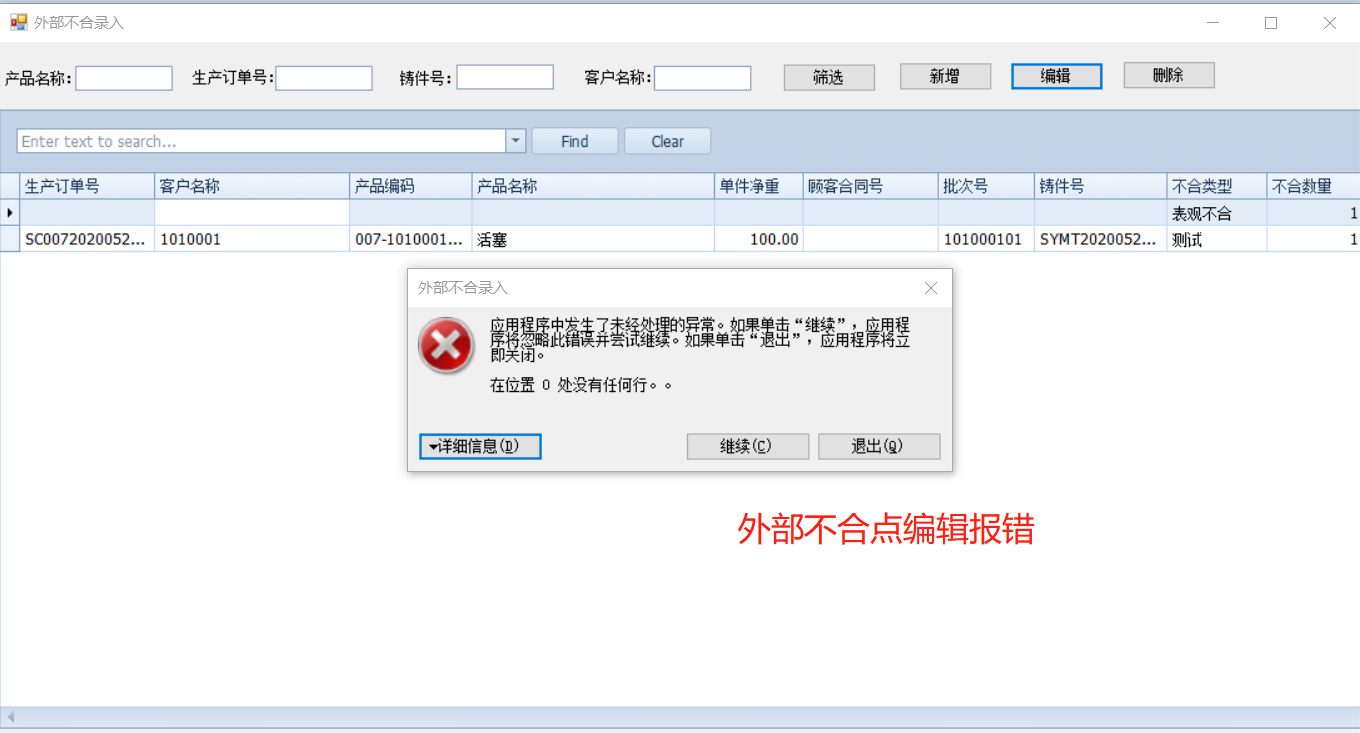 外部不合录入
产品名称: 生产订单号: 铸件号: 客户名称: 筛选 新增 编辑 删除
Enter text to search... Find Clear
生产订单号 客户名称 产品编码 产品名称 单件净重 顾客合同号 批次号 铸件号 不合类型 不合数量
表观不合 1
SC0072020052... 1010001 007-1010001... 活塞 100.00 101000101 SYMT2020052... 测试 1
外部不合录入
应用程序中发生了未经处理的异常。如果单击“继续”，应用程
序将忽略此错误并尝试继续。如果单击“退出”，应用程序将立
即关闭。
在位置 0 处没有任何行。。
详细信息(D) 继续(C) 退出(Q)
外部不合点编辑报错